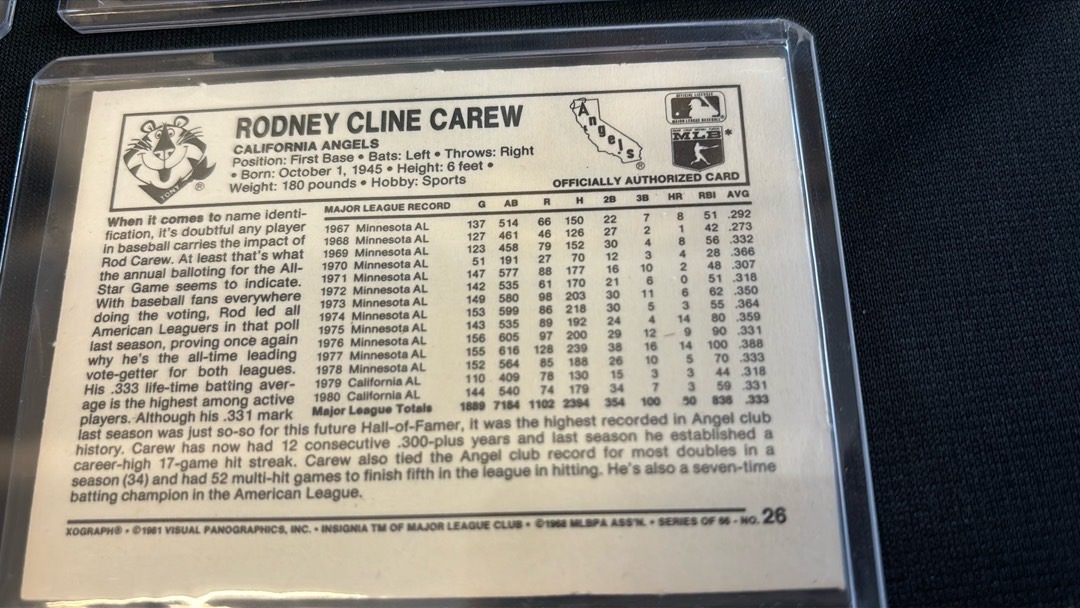 RODNEY CLINE CAREW
CALIFORNIA ANGELS
Position: First Base • Bats: Left • Throws: Right
• Born: October 1, 1945 • Height: 6 feet •
Weight: 180 pounds • Hobby: Sports
TONY ®
Angels ®
OFFICIAL LICENSEE
MAJOR LEAGUE BASEBALL
MLB *
OFFICIALLY AUTHORIZED CARD
When it comes to name identi-
fication, it's doubtful any player
in baseball carries the impact of
Rod Carew. At least that's what
the annual balloting for the All-
Star Game seems to indicate.
With baseball fans everywhere
doing the voting, Rod led all
American Leaguers in that poll
last season, proving once again
why he's the all-time leading
vote-getter for both leagues.
His .333 life-time batting aver-
age is the highest among active
players. Although his .331 mark
MAJOR LEAGUE RECORD G AB R H 2B 3B HR RBI AVG
1967 Minnesota AL 137 514 66 150 22 7 8 51 .292
1968 Minnesota AL 127 461 46 126 27 2 1 42 .273
1969 Minnesota AL 123 458 79 152 30 4 8 56 .332
1970 Minnesota AL 51 191 27 70 12 3 4 28 .366
1971 Minnesota AL 147 577 88 177 16 10 2 48 .307
1972 Minnesota AL 142 535 61 170 21 6 0 51 .318
1973 Minnesota AL 149 580 98 203 30 11 6 62 .350
1974 Minnesota AL 153 599 86 218 30 5 3 55 .364
1975 Minnesota AL 143 535 89 192 24 4 14 80 .359
1976 Minnesota AL 156 605 97 200 29 12 9 90 .331
1977 Minnesota AL 155 616 128 239 38 16 14 100 .388
1978 Minnesota AL 152 564 85 188 26 10 5 70 .333
1979 California AL 110 409 78 130 15 3 3 44 .318
1980 California AL 144 540 74 179 34 7 3 59 .331
Major League Totals 1889 7184 1102 2394 354 100 80 836 .333
last season was just so-so for this future Hall-of-Famer, it was the highest recorded in Angel club
history. Carew has now had 12 consecutive .300-plus years and last season he established a
career-high 17-game hit streak. Carew also tied the Angel club record for most doubles in a
season (34) and had 52 multi-hit games to finish fifth in the league in hitting. He's also a seven-time
batting champion in the American League.
XOGRAPH® • ©1981 VISUAL PANOGRAPHICS, INC. • INSIGNIA TM OF MAJOR LEAGUE CLUB • ©1968 MLBPA ASS'N. • SERIES OF 66 - NO. 26